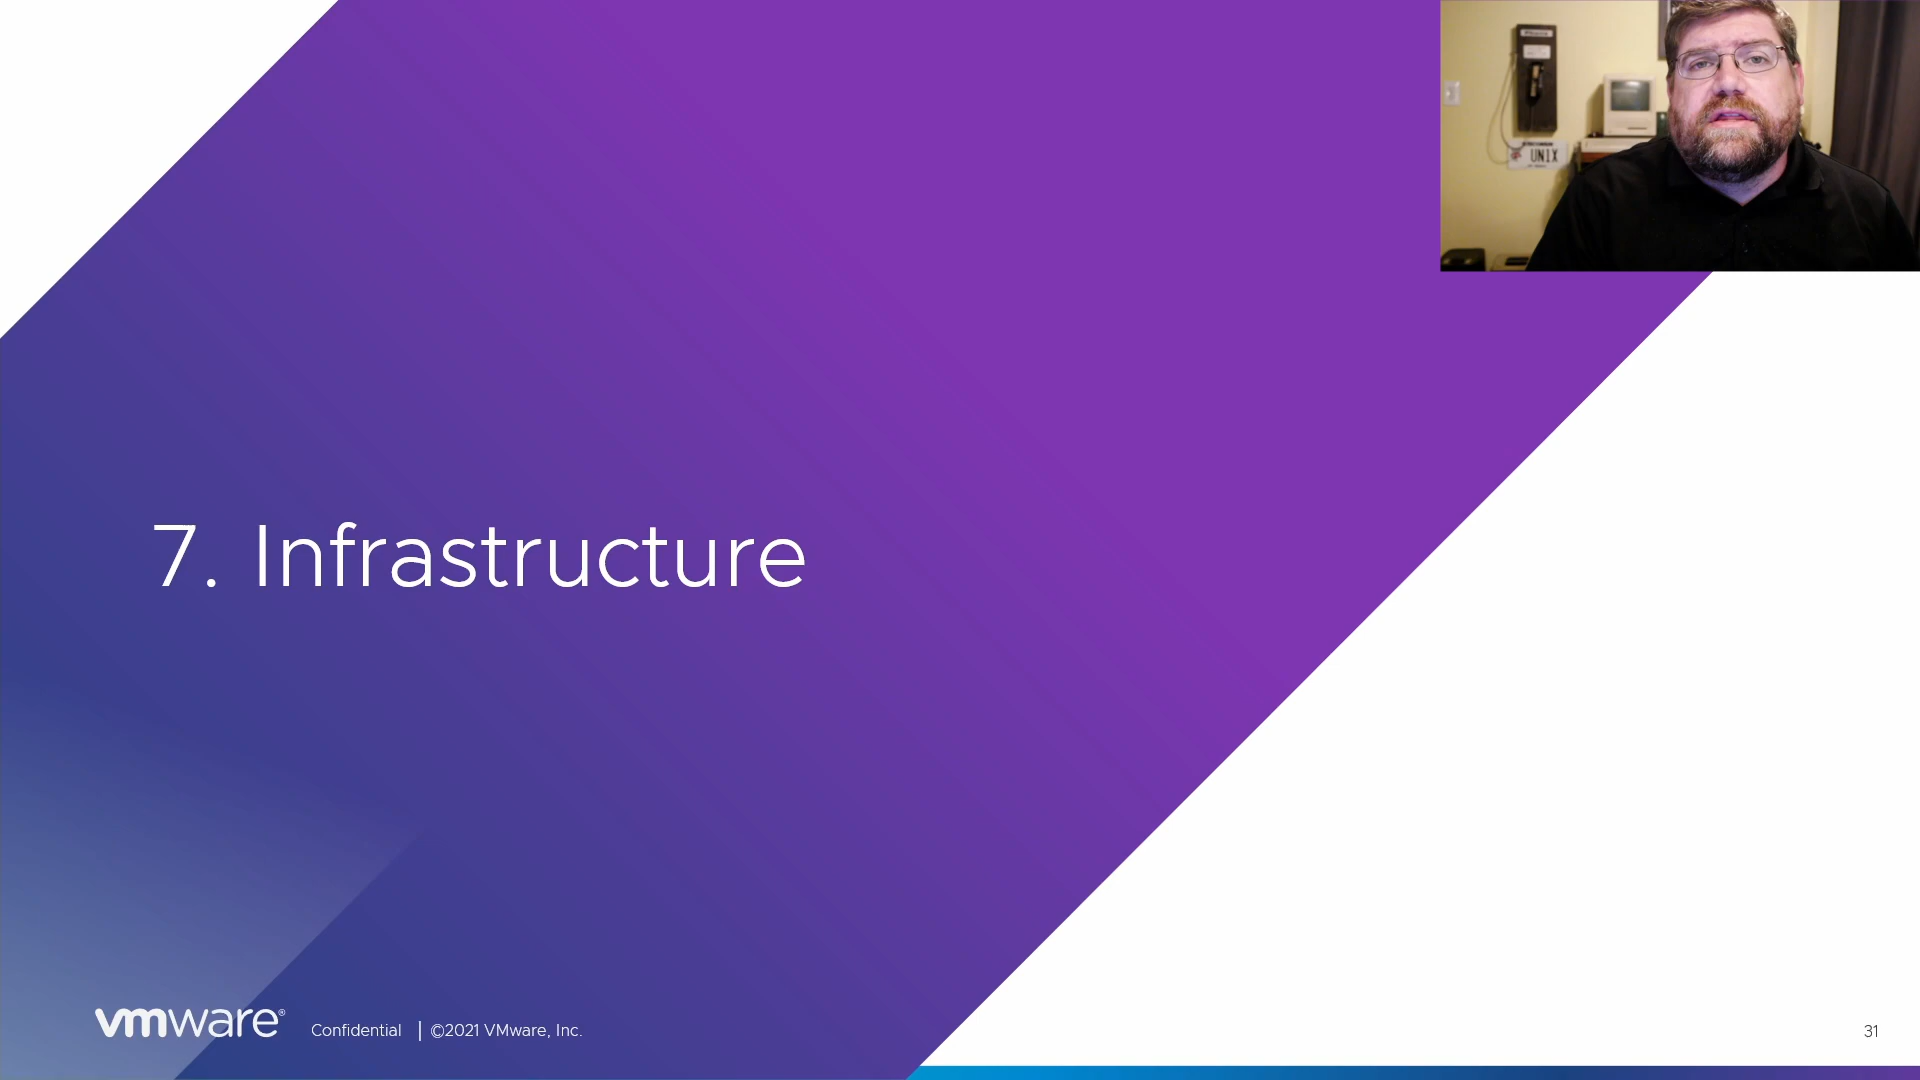 UNIX
7. Infrastructure
vmware® Confidential | ©2021 VMware, Inc.
31